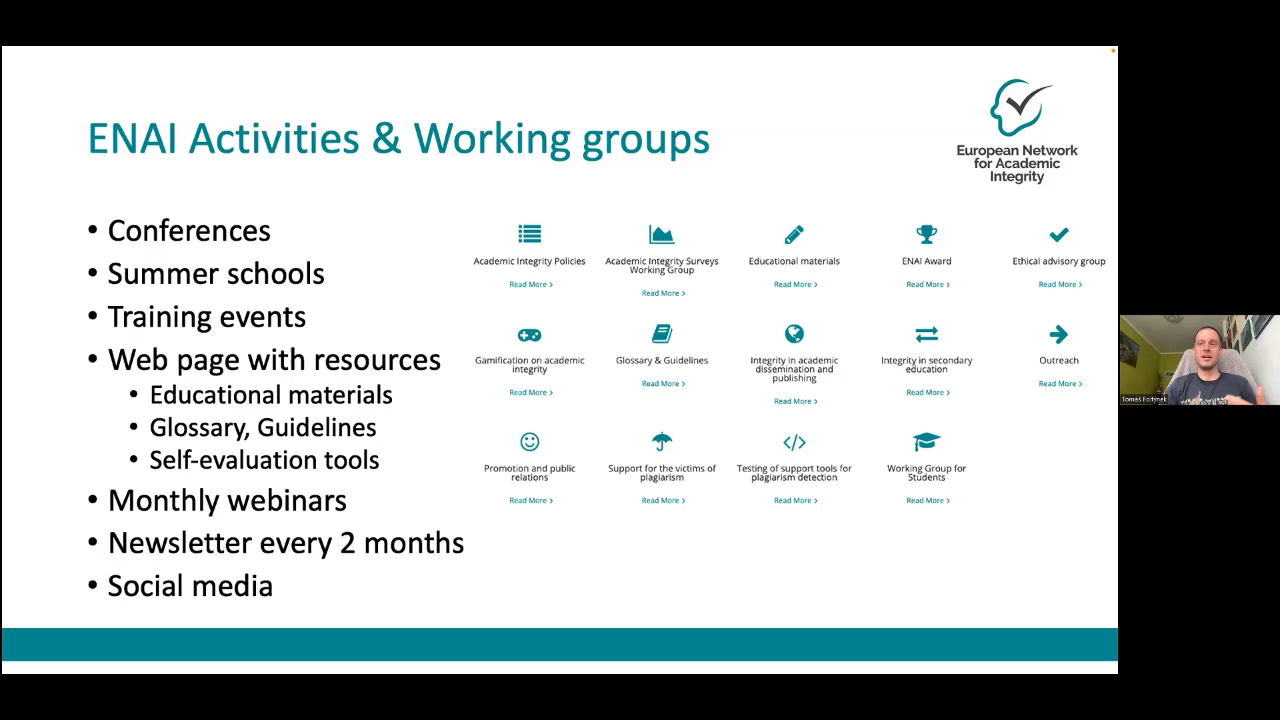 ENAI Activities & Working groups
European Network
for Academic
Integrity
• Conferences
• Summer schools
• Training events
• Web page with resources
• Educational materials
• Glossary, Guidelines
• Self-evaluation tools
• Monthly webinars
• Newsletter every 2 months
• Social media
Academic Integrity Policies
Read More >
Academic Integrity Surveys
Working Group
Read More >
Educational materials
Read More >
ENAI Award
Read More >
Ethical advisory group
Read More >
Gamification on academic
integrity
Read More >
Glossary & Guidelines
Read More >
Integrity in academic
dissemination and
publishing
Read More >
Integrity in secondary
education
Read More >
Outreach
Read More >
Promotion and public
relations
Read More >
Support for the victims of
plagiarism
Read More >
Testing of support tools for
plagiarism detection
Read More >
Working Group for
Students
Read More >
Tomáš Foltýnek